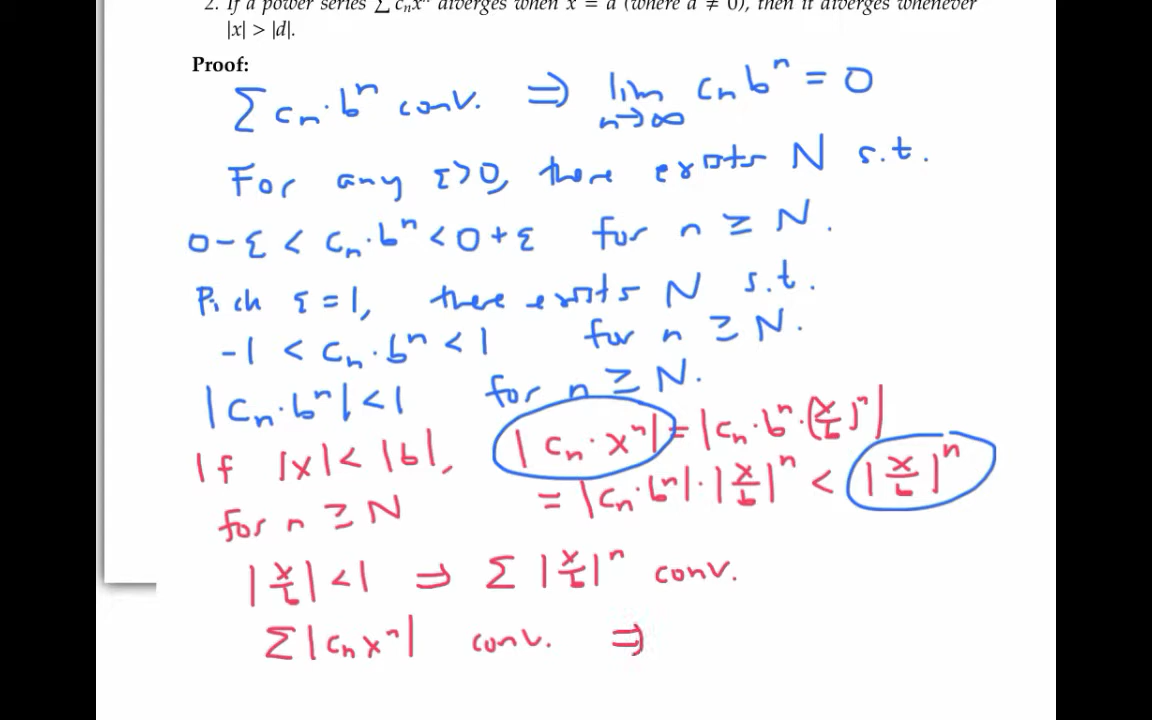 2. If a power series ∑ cₙxⁿ diverges when x = d (where d ≠ 0), then it diverges whenever
|x| > |d|.
Proof:
∑ cₙ·bⁿ conv. ⇒ lim n→∞ cₙbⁿ = 0
For any ε>0, there exists N s.t.
0-ε < cₙ·bⁿ < 0+ε for n ≥ N.
Pick ε=1, there exists N s.t.
-1 < cₙ·bⁿ < 1 for n ≥ N.
|cₙ·bⁿ| < 1 for n ≥ N.
If |x| < |b|, |cₙ·xⁿ| = |cₙ·bⁿ·(x/b)ⁿ|
for n ≥ N = |cₙ·bⁿ|·|x/b|ⁿ < |x/b|ⁿ
|x/b| < 1 ⇒ ∑ |x/b|ⁿ conv.
∑ |cₙxⁿ| conv. ⇒